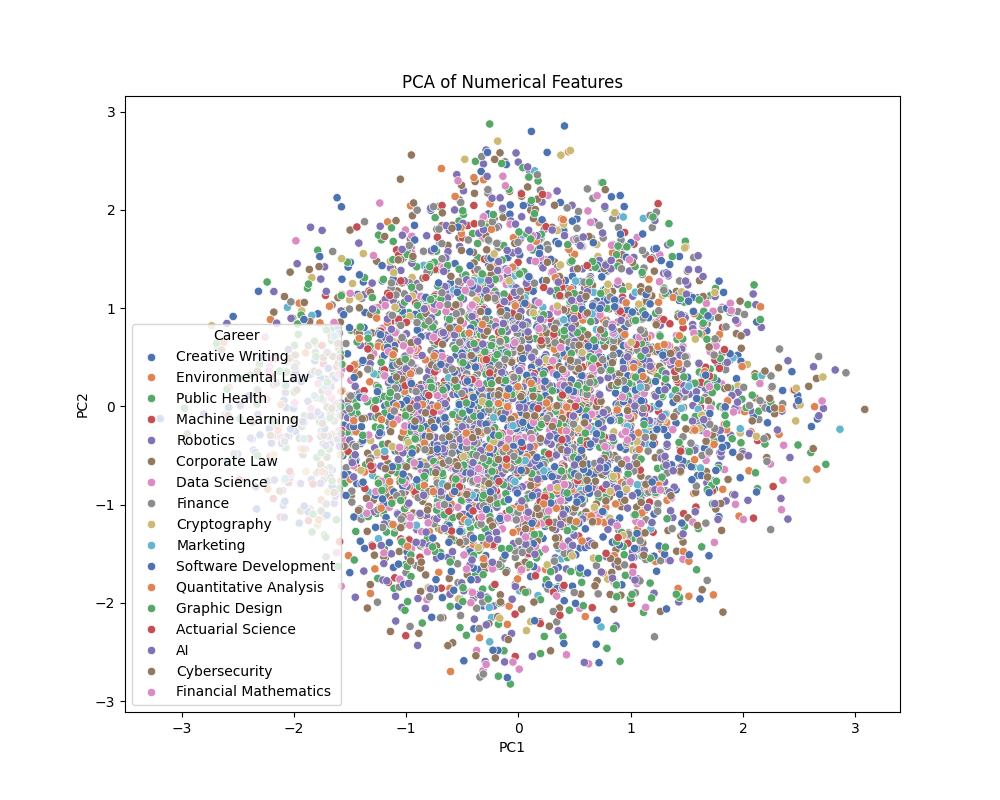 PCA of Numerical Features
3
2
1
0
−1
−2
−3
PC2
Career
Creative Writing
Environmental Law
Public Health
Machine Learning
Robotics
Corporate Law
Data Science
Finance
Cryptography
Marketing
Software Development
Quantitative Analysis
Graphic Design
Actuarial Science
AI
Cybersecurity
Financial Mathematics
−3
−2
−1
0
1
2
3
PC1